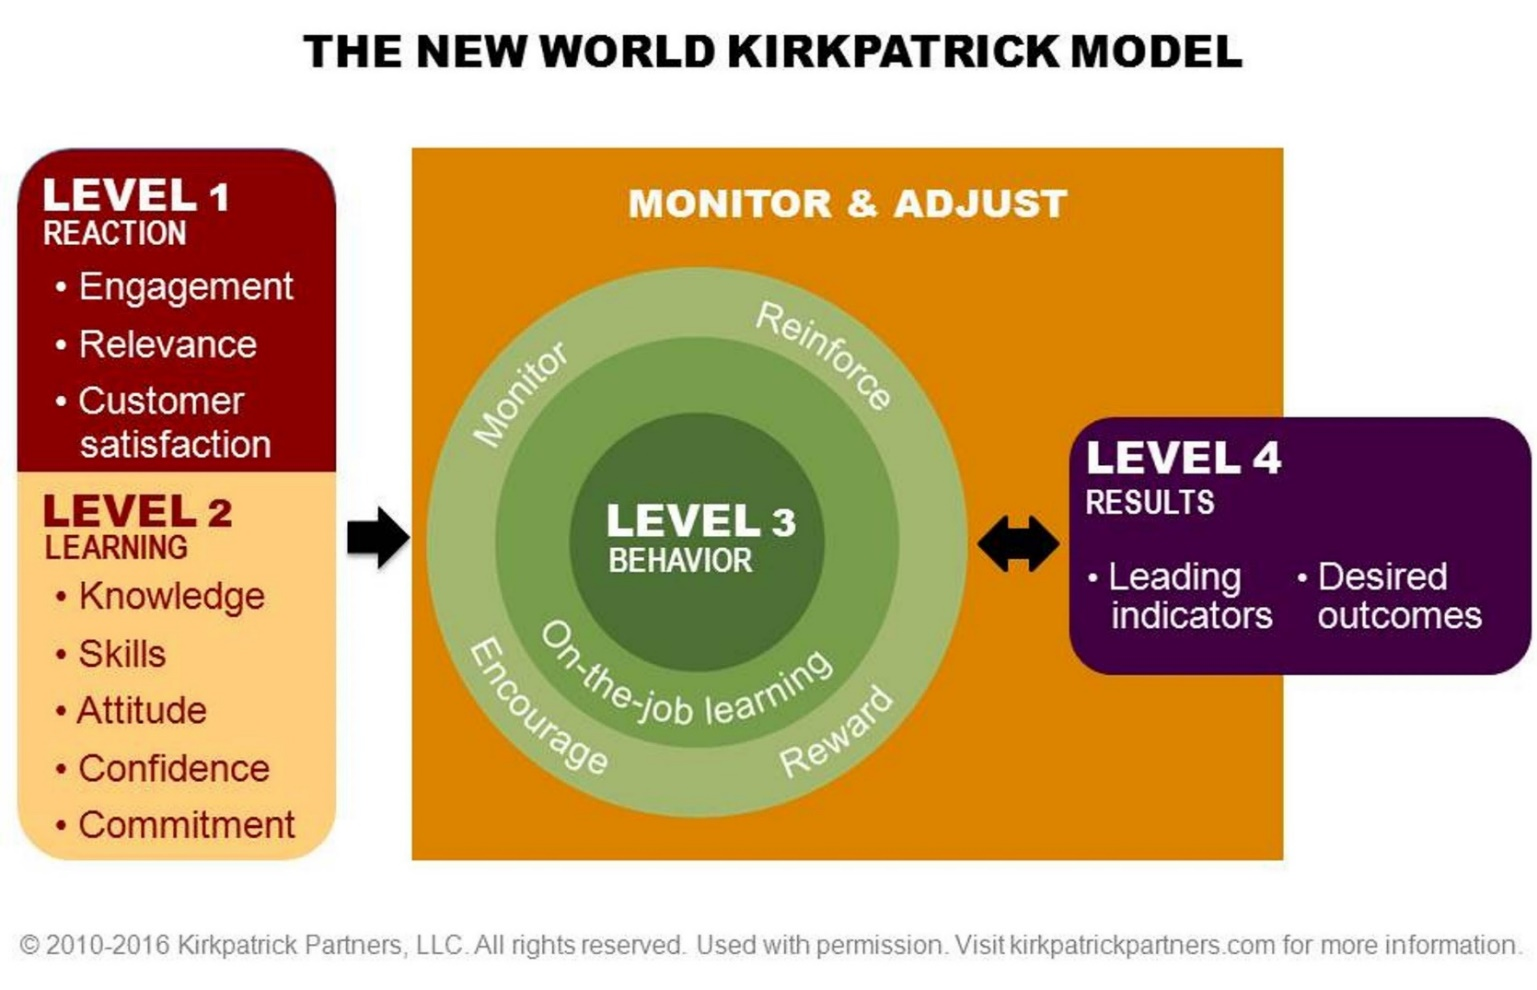 THE NEW WORLD KIRKPATRICK MODEL
LEVEL 1
REACTION
• Engagement
• Relevance
• Customer
satisfaction
LEVEL 2
LEARNING
• Knowledge
• Skills
• Attitude
• Confidence
• Commitment
MONITOR & ADJUST
Monitor
Reinforce
LEVEL 3
BEHAVIOR
On-the-job learning
Encourage
Reward
LEVEL 4
RESULTS
• Leading
indicators
• Desired
outcomes
© 2010-2016 Kirkpatrick Partners, LLC. All rights reserved. Used with permission. Visit kirkpatrickpartners.com for more information.